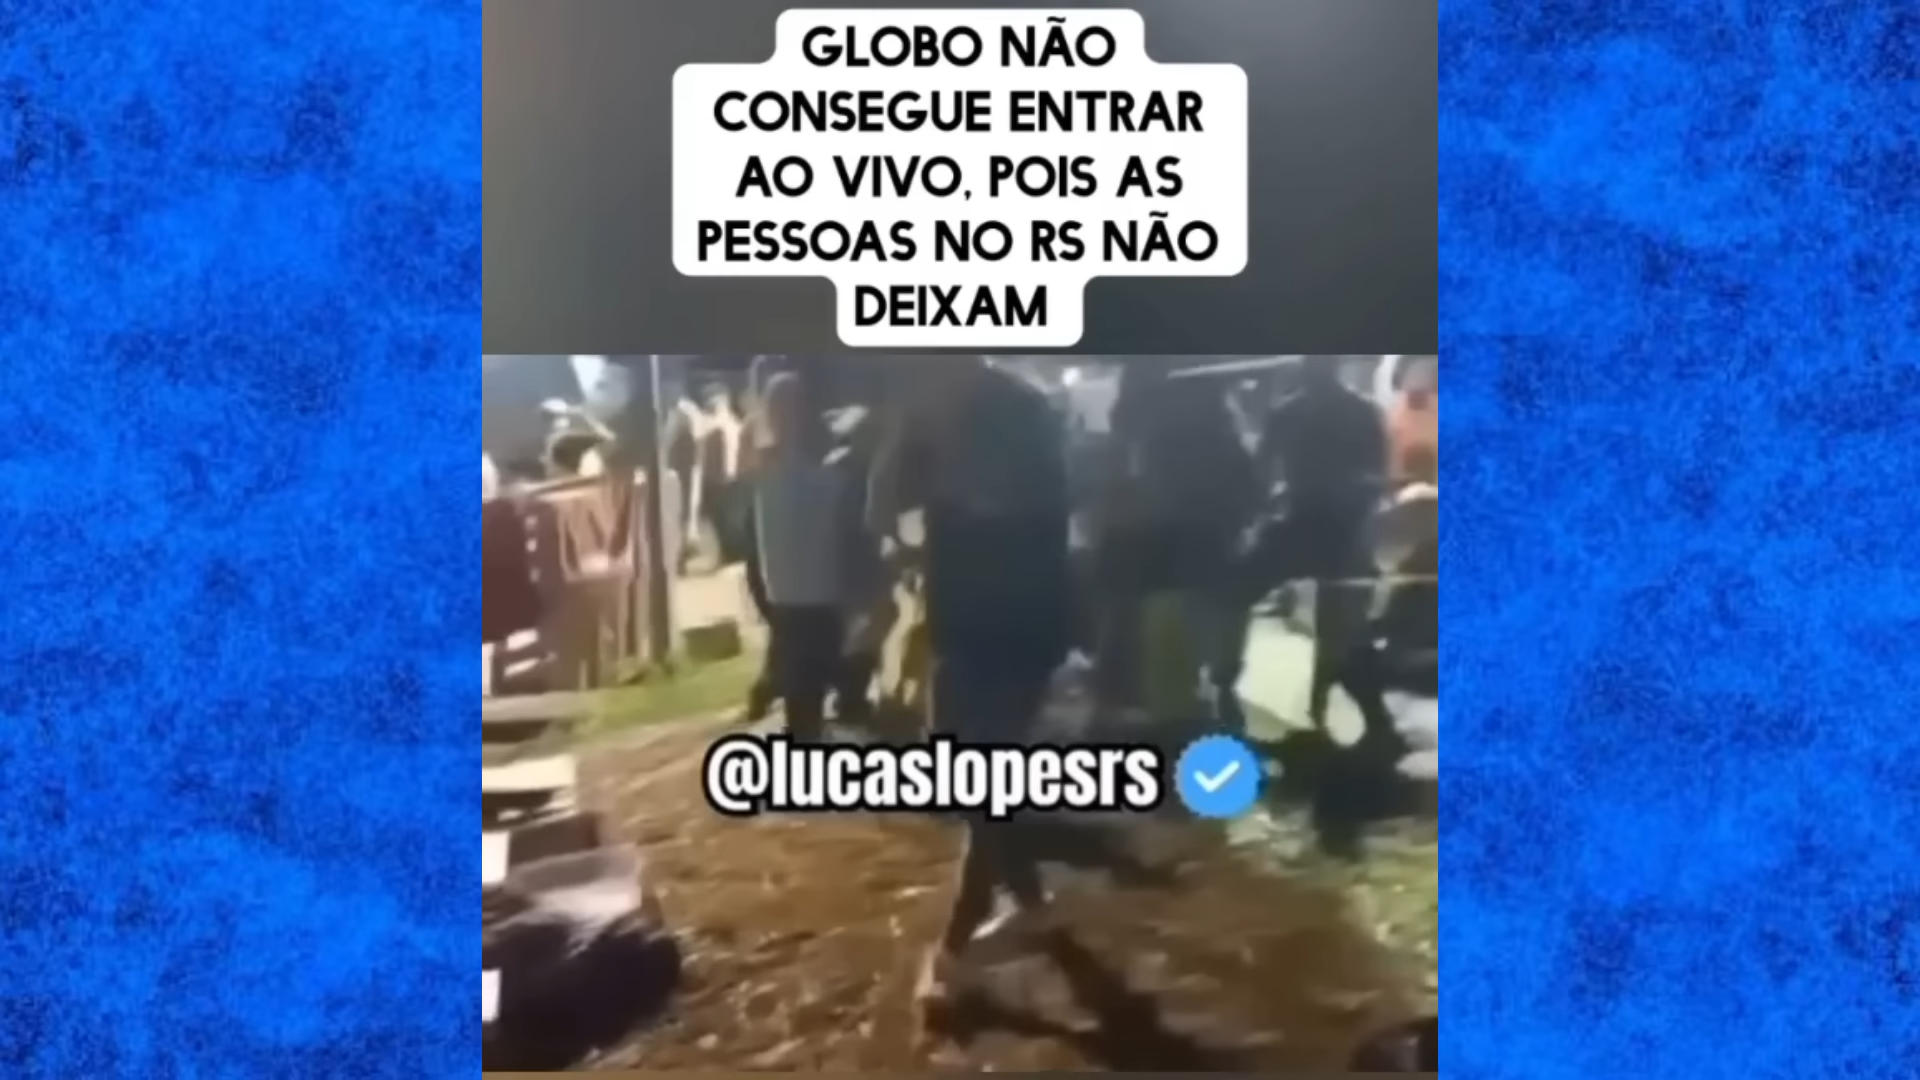 GLOBO NÃO
CONSEGUE ENTRAR
AO VIVO, POIS AS
PESSOAS NO RS NÃO
DEIXAM
@lucaslopesrs